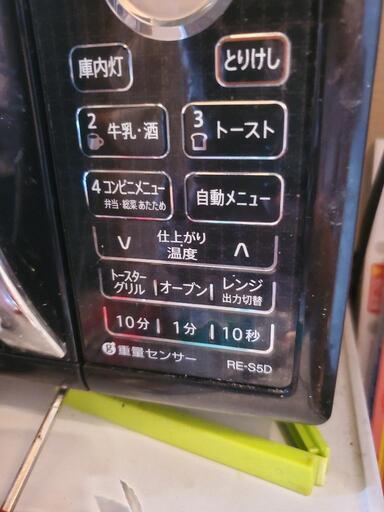 庫内灯
とりけし
2 牛乳・酒
3 トースト
4 コンビニメニュー
弁当・総菜あたため
自動メニュー
∨ 仕上がり ∧
温度
トースター
グリル
オーブン
レンジ
出力切替
10分 1分 10秒
g 重量センサー
RE-S5D